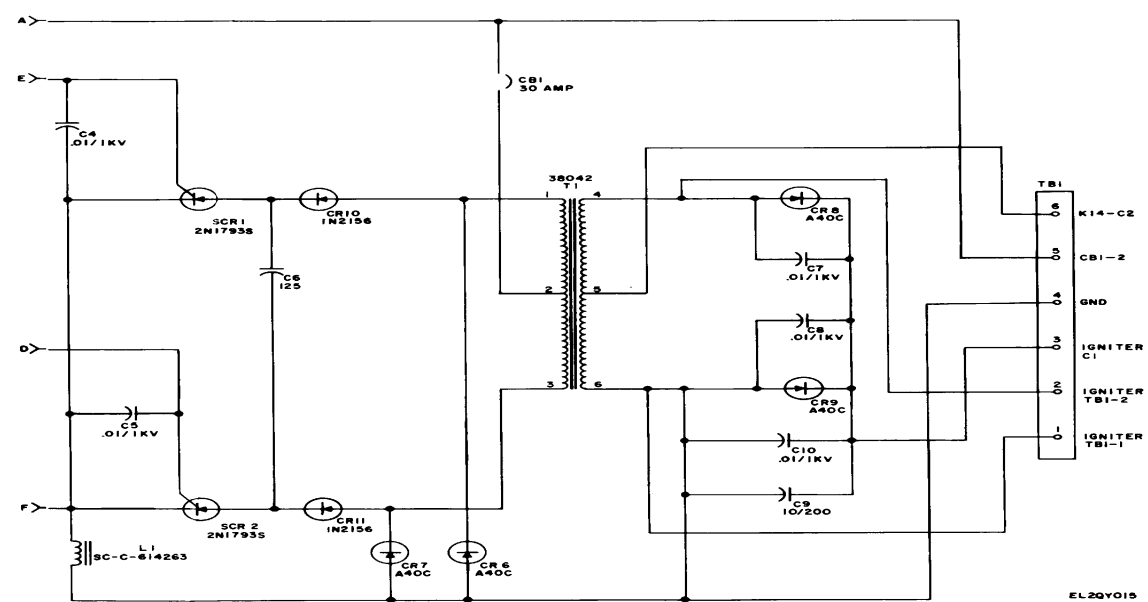 A
E
CB1
30 AMP
C4
.01/1KV
38042
T1
TB1
1
4
SCR1
2N1793S
CR10
1N2156
CR8
A40C
6
K14-C2
C7
.01/1KV
5
CB1-2
C6
125
2
5
4
GND
C8
.01/1KV
D
3
IGNITER
C1
3
6
CR9
A40C
2
IGNITER
TB1-2
C5
.01/1KV
C10
.01/1KV
1
IGNITER
TB1-1
F
SCR 2
2N1793S
CR11
1N2156
C9
10/200
L1
SC-C-614263
CR7
A40C
CR6
A40C
EL2QY015